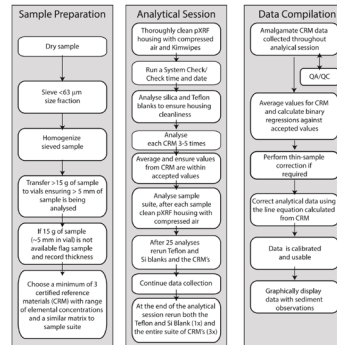 Sample Preparation
Dry sample
Sieve <63 µm
size fraction
Homogenize
sieved sample
Transfer >15 g of sample
to vials ensuring > 5 mm of
sample is being
analysed
If 15 g of sample
(~5 mm in vial) is not
available flag sample
and record thickness
Choose a minimum of 3
certified reference
materials (CRM) with range
of elemental concentrations
and a similar matrix to
sample suite
Analytical Session
Thoroughly clean pXRF
housing with compressed
air and Kimwipes
Run a System Check/
Check time and date
Analyse silica and Teflon
blanks to ensure housing
cleanliness
Analyse
each CRM 3-5 times
Average and ensure values
from CRM are within
accepted values
Analyse sample
suite, after each sample
clean pXRF housing with
compressed air
After 25 analyses
rerun Teflon and
Si blanks and the CRM's
Continue data collection
At the end of the analytical
session rerun both the
Teflon and Si Blank (1x) and
the entire suite of CRM's (3x)
Data Compilation
Amalgamate CRM data
collected throughout
analyical session
QA/QC
Average values for CRM
and calculate binary
regressions against
accepted values
Perform thin-sample
correction if
required
Correct analytical data using
the line equation calculated
from CRM
Data is calibrated
and usable
Graphically display
data with sediment
observations